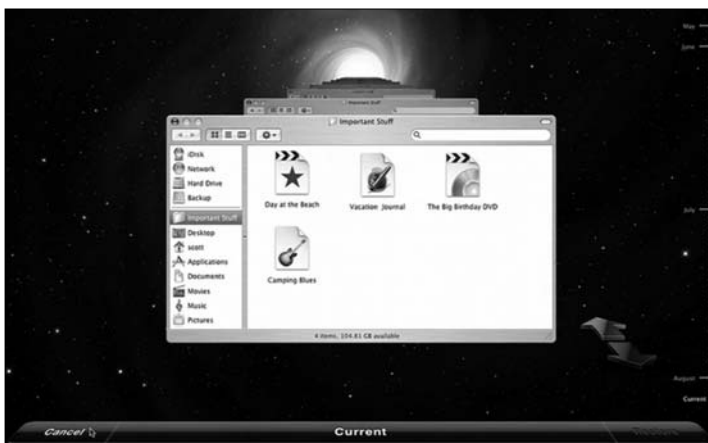 May
June
Important Stuff
Important Stuff
iDisk
Network
Hard Drive
Backup
Important Stuff
Desktop
scott
Applications
Documents
Movies
Music
Pictures
Day at the Beach
Vacation Journal
The Big Birthday DVD
Camping Blues
4 items, 104.81 GB available
July
August
Current
Cancel
Current